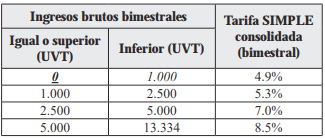 Ingresos brutos bimestrales
Tarifa SIMPLE
consolidada
(bimestral)
Igual o superior
(UVT)
Inferior (UVT)
0 1.000 4.9%
1.000 2.500 5.3%
2.500 5.000 7.0%
5.000 13.334 8.5%